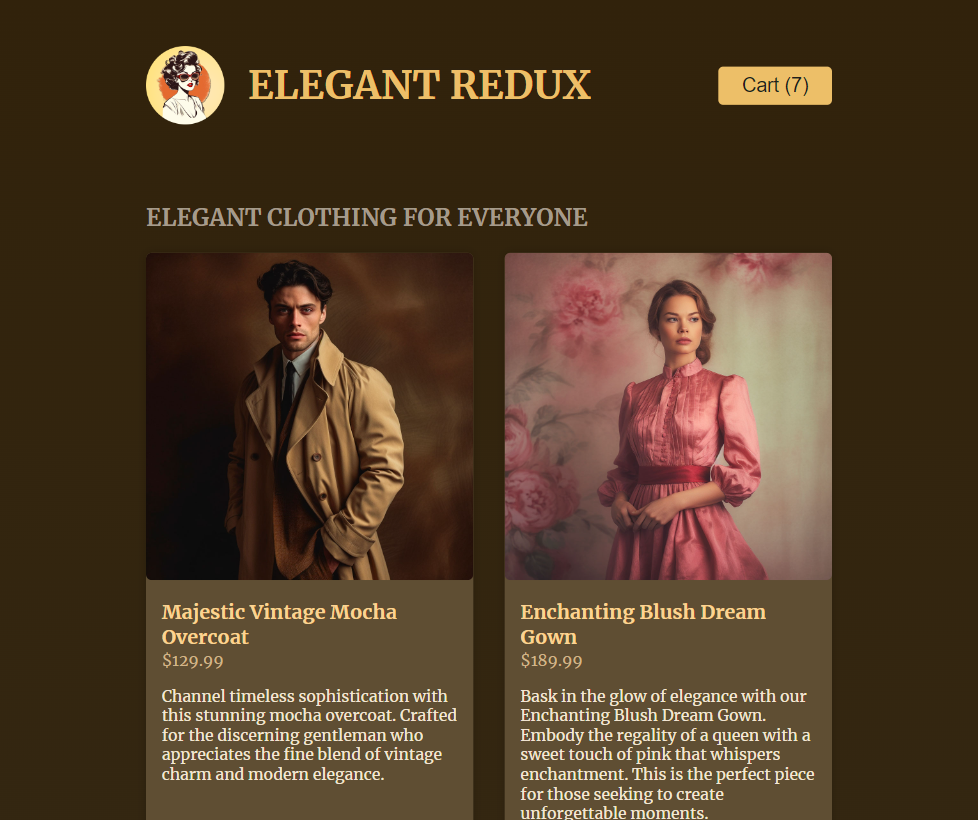 ELEGANT REDUX
Cart (7)
ELEGANT CLOTHING FOR EVERYONE
Majestic Vintage Mocha
Overcoat
$129.99
Channel timeless sophistication with
this stunning mocha overcoat. Crafted
for the discerning gentleman who
appreciates the fine blend of vintage
charm and modern elegance.
Enchanting Blush Dream
Gown
$189.99
Bask in the glow of elegance with our
Enchanting Blush Dream Gown.
Embody the regality of a queen with a
sweet touch of pink that whispers
enchantment. This is the perfect piece
for those seeking to create
unforgettable moments.